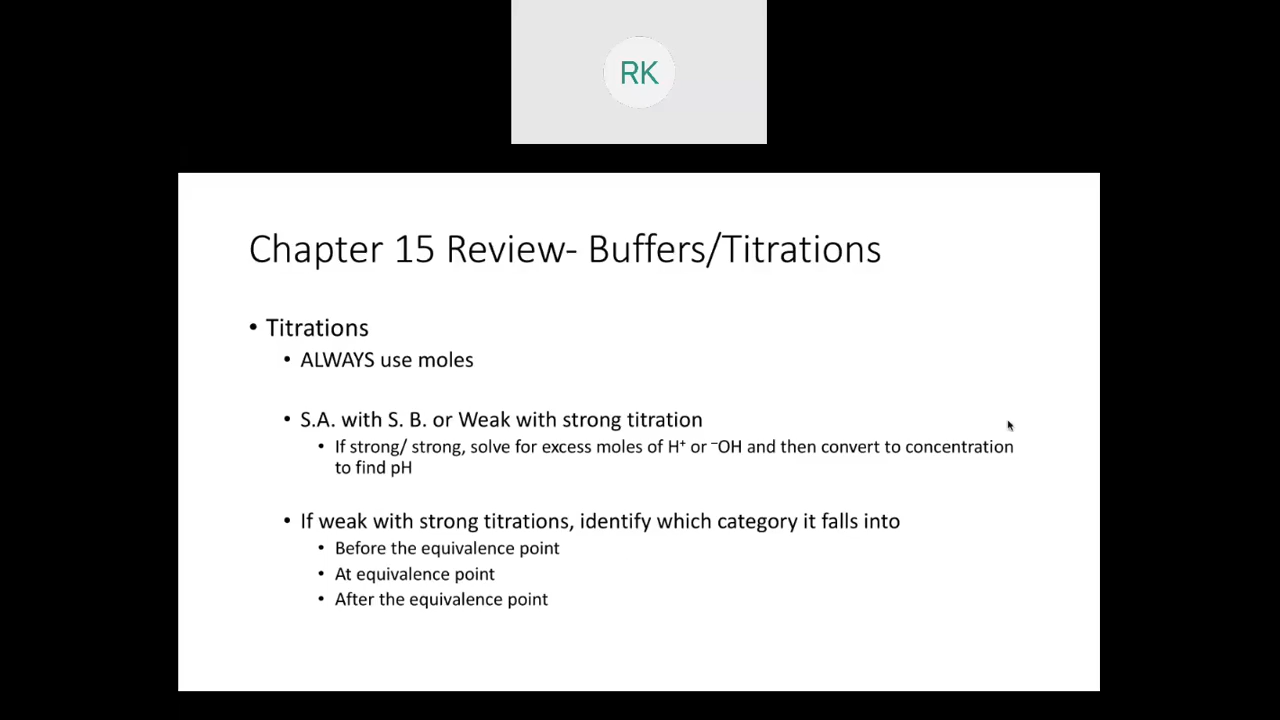 RK
Chapter 15 Review- Buffers/Titrations
• Titrations
• ALWAYS use moles
• S.A. with S. B. or Weak with strong titration
• If strong/ strong, solve for excess moles of H⁺ or ⁻OH and then convert to concentration
to find pH
• If weak with strong titrations, identify which category it falls into
• Before the equivalence point
• At equivalence point
• After the equivalence point